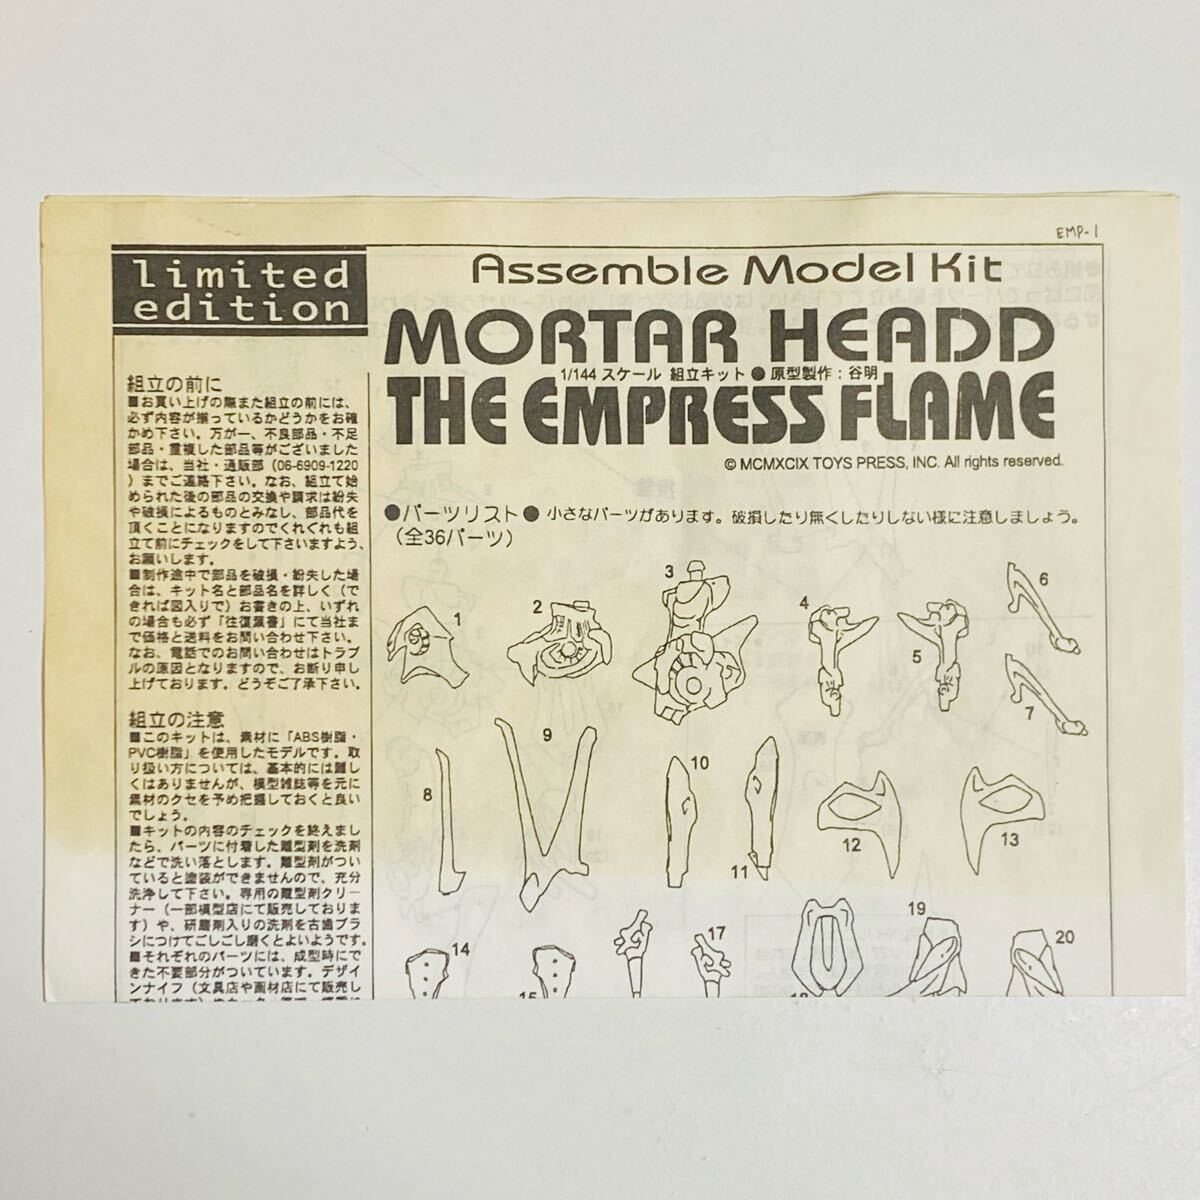 EMP-1
limited
edition
Assemble Model Kit
MORTAR HEADD
1/144 スケール 組立キット ● 原型製作：谷明
THE EMPRESS FLAME
© MCMXCIX TOYS PRESS, INC. All rights reserved.
組立の前に
■お買い上げの際また組立の前には、
必ず内容が揃っているかどうかをお確
かめ下さい。万が一、不良部品・不足
部品・重複した部品等がございました
場合は、当社・通販部（06-6909-1220
）までご連絡下さい。なお、組立て始
められた後の部品の交換や請求は紛失
や破損によるものとみなし、部品代を
頂くことになりますのでくれぐれも組
立て前にチェックをして下さいますよう、
お願いします。
■制作途中で部品を破損・紛失した場
合は、キット名と部品名を詳しく（で
きれば図入りで）お書きの上、いずれ
の場合も必ず「往復葉書」にて当社ま
で価格と送料をお問い合わせ下さい。
なお、電話でのお問い合わせはトラブ
ルの原因となりますので、お断り申し
上げております。どうぞご了承下さい。
組立の注意
■このキットは、素材に「ABS樹脂・
PVC樹脂」を使用したモデルです。取
り扱い方については、基本的には難し
くはありませんが、模型雑誌等を元に
素材のクセを予め把握しておくと良い
でしょう。
■キットの内容のチェックを終えまし
たら、パーツに付着した離型剤を洗剤
などで洗い落とします。離型剤がつい
ていると塗装ができませんので、充分
洗浄して下さい。専用の離型剤クリー
ナー（一部模型店にて販売しておりま
す）や、研磨剤入りの洗剤を古歯ブラ
シにつけてごしごし磨くとよいようです。
■それぞれのパーツには、成型時にで
きた不要部分がついています。デザイ
ンナイフ（文具店や画材店にて販売し
●パーツリスト● 小さなパーツがあります。破損したり無くしたりしない様に注意しましょう。
（全36パーツ）
1
2
3
4
5
6
7
8
9
10
11
12
13
14
15
17
18
19
20